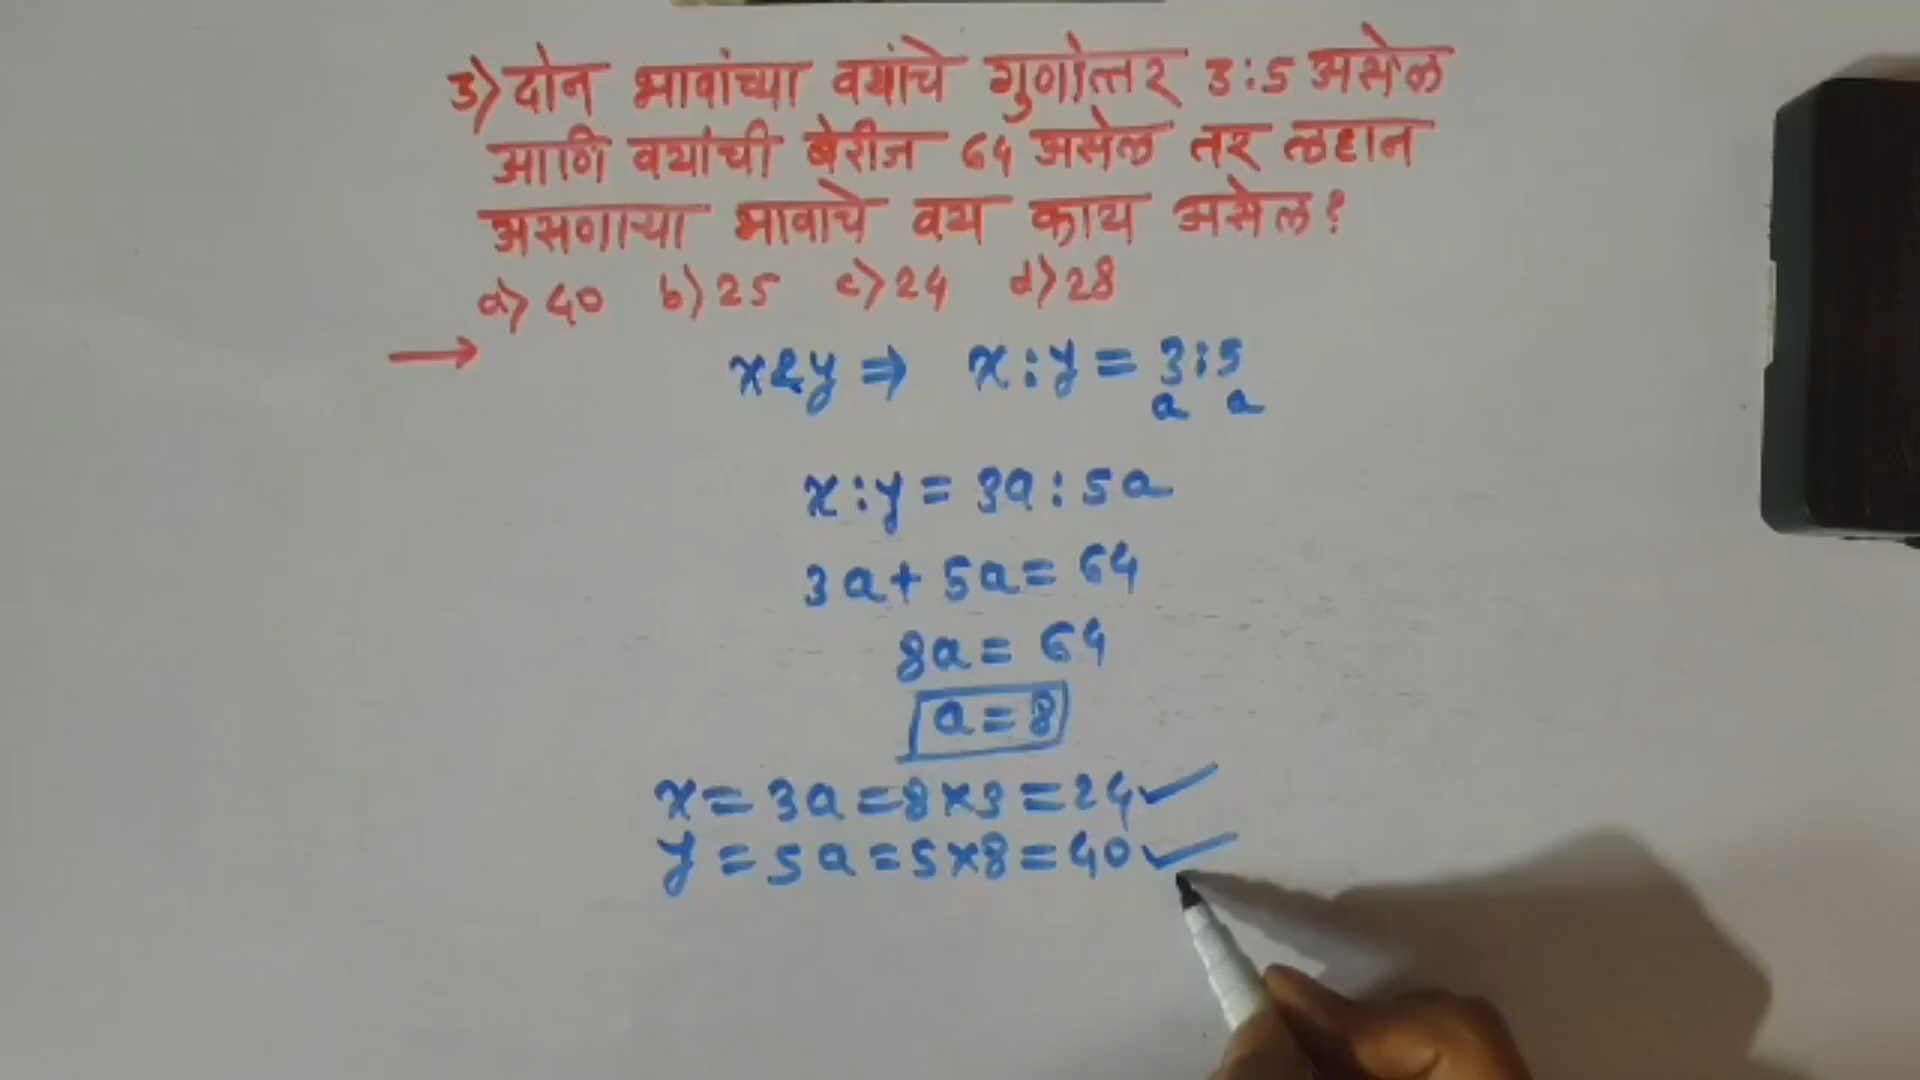 3) दोन भावांच्या वयांचे गुणोत्तर 3:5 असेल
आणि वयांची बेरीज 64 असेल तर लहान
असणाऱ्या भावाचे वय काय असेल?
a) 40 b) 25 c) 24 d) 28
→ x & y ⇒ x : y = 3 : 5
a a
x : y = 3a : 5a
3a + 5a = 64
8a = 64
a = 8
x = 3a = 8 × 3 = 24 ✓
y = 5a = 5 × 8 = 40 ✓